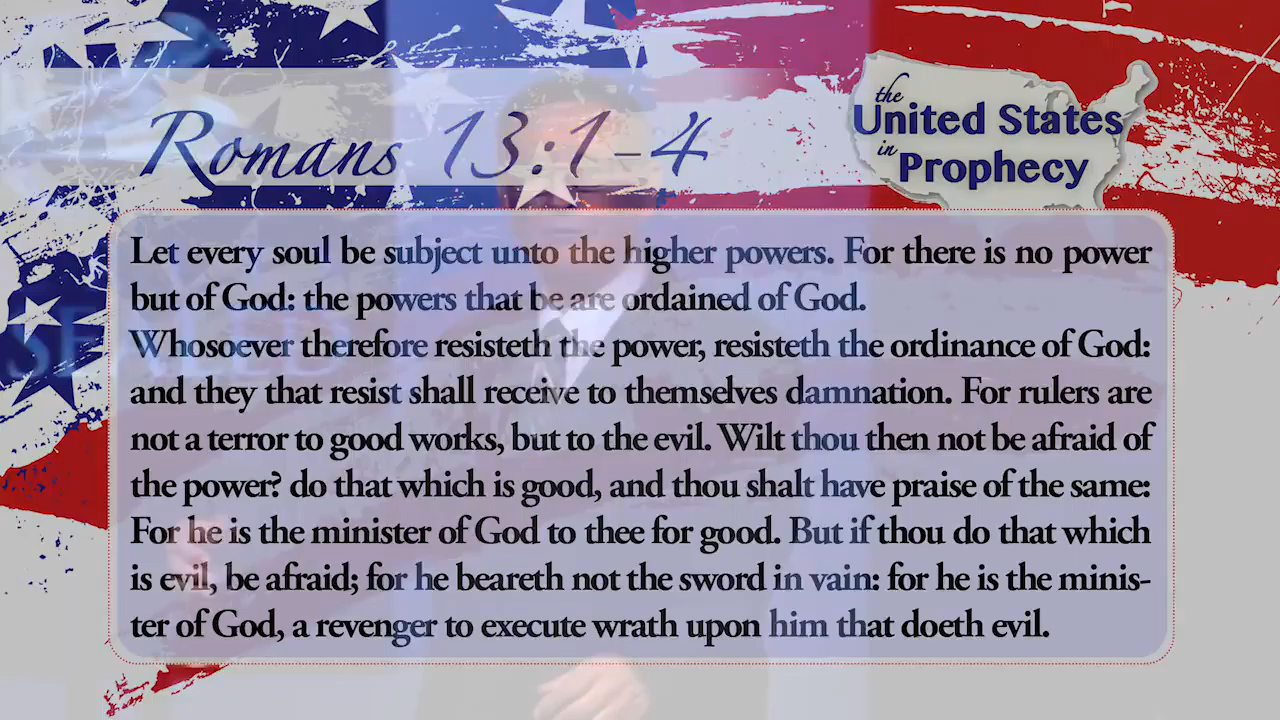 Romans 13:1-4
the
United States
in
Prophecy
Let every soul be subject unto the higher powers. For there is no power
but of God: the powers that be are ordained of God.
Whosoever therefore resisteth the power, resisteth the ordinance of God:
and they that resist shall receive to themselves damnation. For rulers are
not a terror to good works, but to the evil. Wilt thou then not be afraid of
the power? do that which is good, and thou shalt have praise of the same:
For he is the minister of God to thee for good. But if thou do that which
is evil, be afraid; for he beareth not the sword in vain: for he is the minis-
ter of God, a revenger to execute wrath upon him that doeth evil.